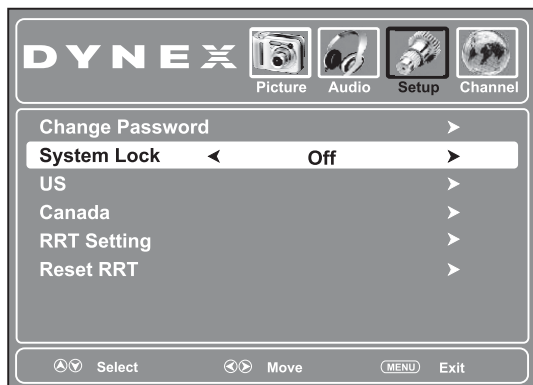 DYNEX
Picture Audio Setup Channel
Change Password
System Lock Off
US
Canada
RRT Setting
Reset RRT
Select Move MENU Exit